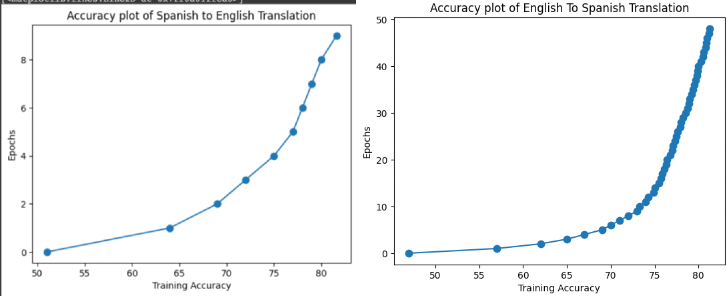 Accuracy plot of Spanish to English Translation
Epochs
8
6
4
2
0
50 55 60 65 70 75 80
Training Accuracy
Accuracy plot of English To Spanish Translation
Epochs
50
40
30
20
10
0
50 55 60 65 70 75 80
Training Accuracy